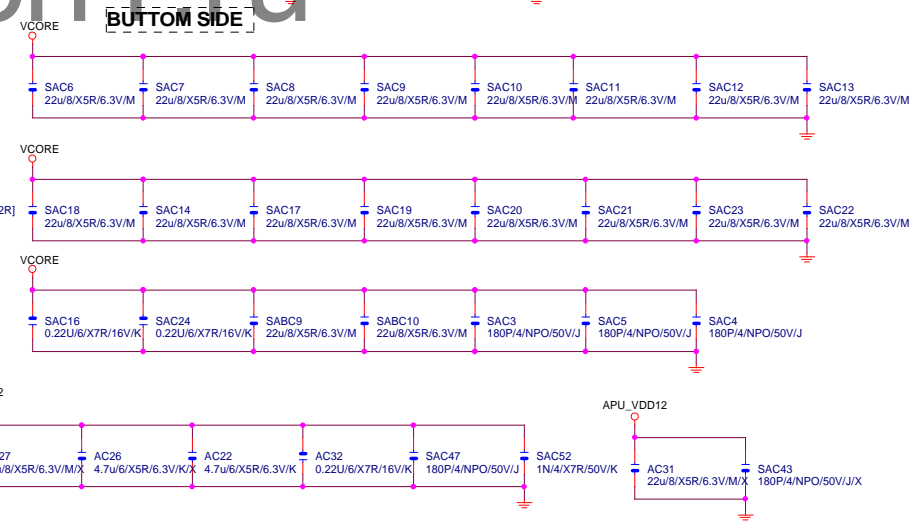 BUTTOM SIDE
VCORE
SAC6 SAC7 SAC8 SAC9 SAC10 SAC11 SAC12 SAC13
22u/8/X5R/6.3V/M 22u/8/X5R/6.3V/M 22u/8/X5R/6.3V/M 22u/8/X5R/6.3V/M 22u/8/X5R/6.3V/M 22u/8/X5R/6.3V/M 22u/8/X5R/6.3V/M 22u/8/X5R/6.3V/M
VCORE
2R] SAC18 SAC14 SAC17 SAC19 SAC20 SAC21 SAC23 SAC22
22u/8/X5R/6.3V/M 22u/8/X5R/6.3V/M 22u/8/X5R/6.3V/M 22u/8/X5R/6.3V/M 22u/8/X5R/6.3V/M 22u/8/X5R/6.3V/M 22u/8/X5R/6.3V/M 22u/8/X5R/6.3V/M
VCORE
SAC16 SAC24 SABC9 SABC10 SAC3 SAC5 SAC4
0.22U/6/X7R/16V/K 0.22U/6/X7R/16V/K 22u/8/X5R/6.3V/M 22u/8/X5R/6.3V/M 180P/4/NPO/50V/J 180P/4/NPO/50V/J 180P/4/NPO/50V/J
2 APU_VDD12
27 AC26 AC22 AC32 SAC47 SAC52 AC31 SAC43
u/8/X5R/6.3V/M/X 4.7u/6/X5R/6.3V/K/X 4.7u/6/X5R/6.3V/K 0.22U/6/X7R/16V/K 180P/4/NPO/50V/J 1N/4/X7R/50V/K 22u/8/X5R/6.3V/M/X 180P/4/NPO/50V/J/X